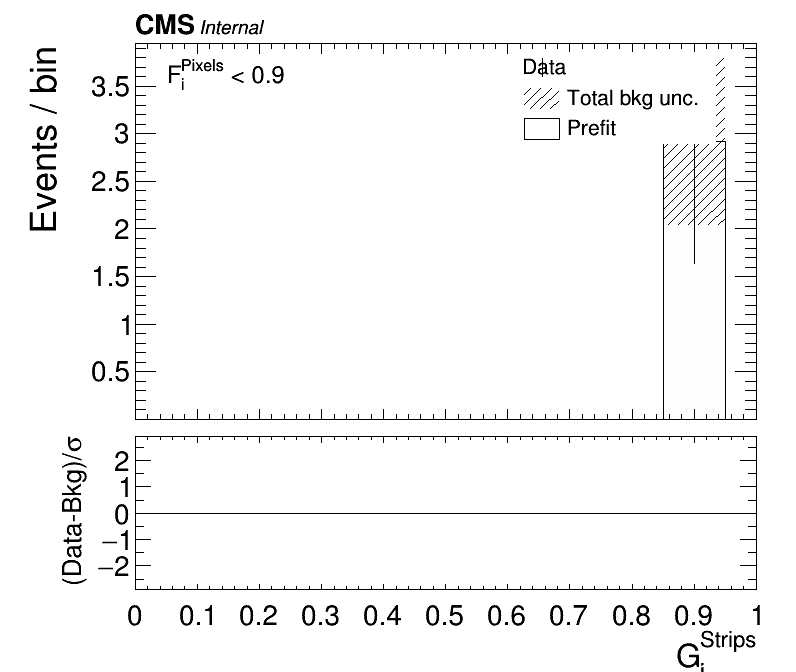 CMS Internal
F_i^Pixels < 0.9
Data
Total bkg unc.
Prefit
Events / bin
3.5
3
2.5
2
1.5
1
0.5
(Data-Bkg)/σ
2
1
0
−1
−2
0 0.1 0.2 0.3 0.4 0.5 0.6 0.7 0.8 0.9 1
G_i^Strips